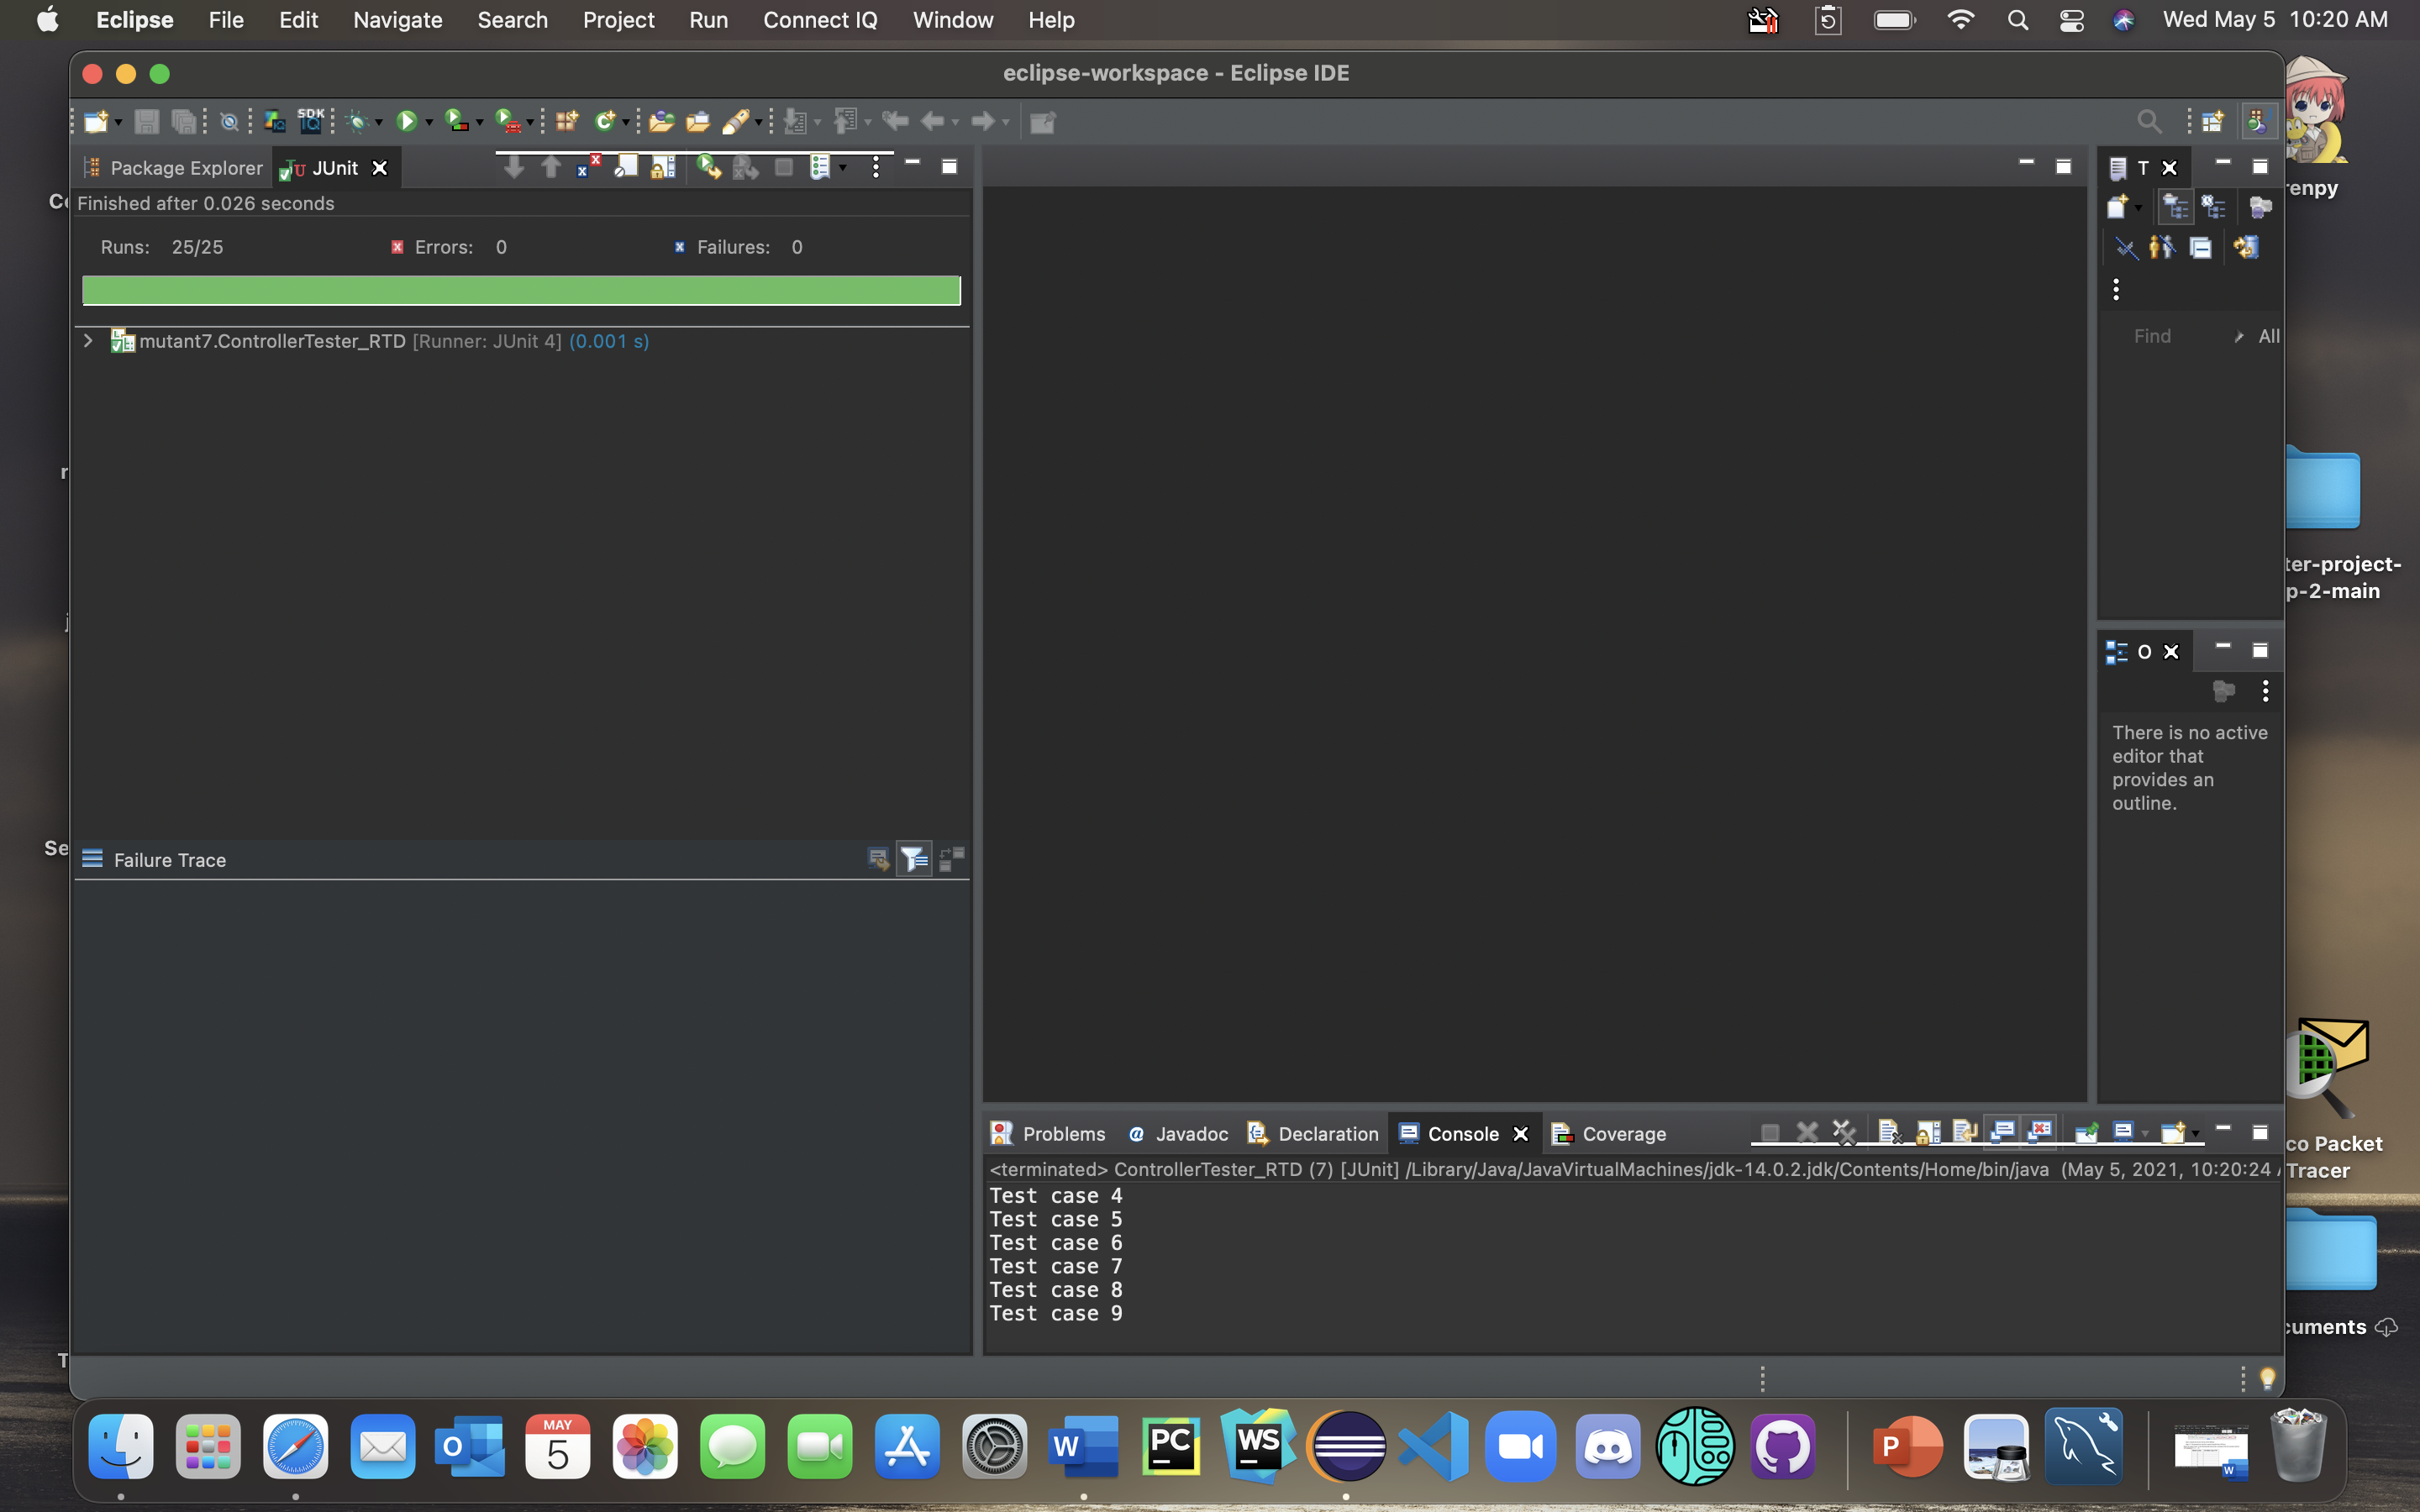 Eclipse File Edit Navigate Search Project Run Connect IQ Window Help Wed May 5 10:20 AM
eclipse-workspace - Eclipse IDE
SDK
Package Explorer JUnit
Finished after 0.026 seconds
Runs: 25/25 Errors: 0 Failures: 0
mutant7.ControllerTester_RTD [Runner: JUnit 4] (0.001 s)
Failure Trace
T
Find All
O
There is no active
editor that
provides an
outline.
Problems Javadoc Declaration Console Coverage
<terminated> ControllerTester_RTD (7) [JUnit] /Library/Java/JavaVirtualMachines/jdk-14.0.2.jdk/Contents/Home/bin/java (May 5, 2021, 10:20:24
Test case 4
Test case 5
Test case 6
Test case 7
Test case 8
Test case 9
enpy
ter-project-
p-2-main
co Packet
Tracer
cuments
Se
MAY
5
W
PC
WS
P